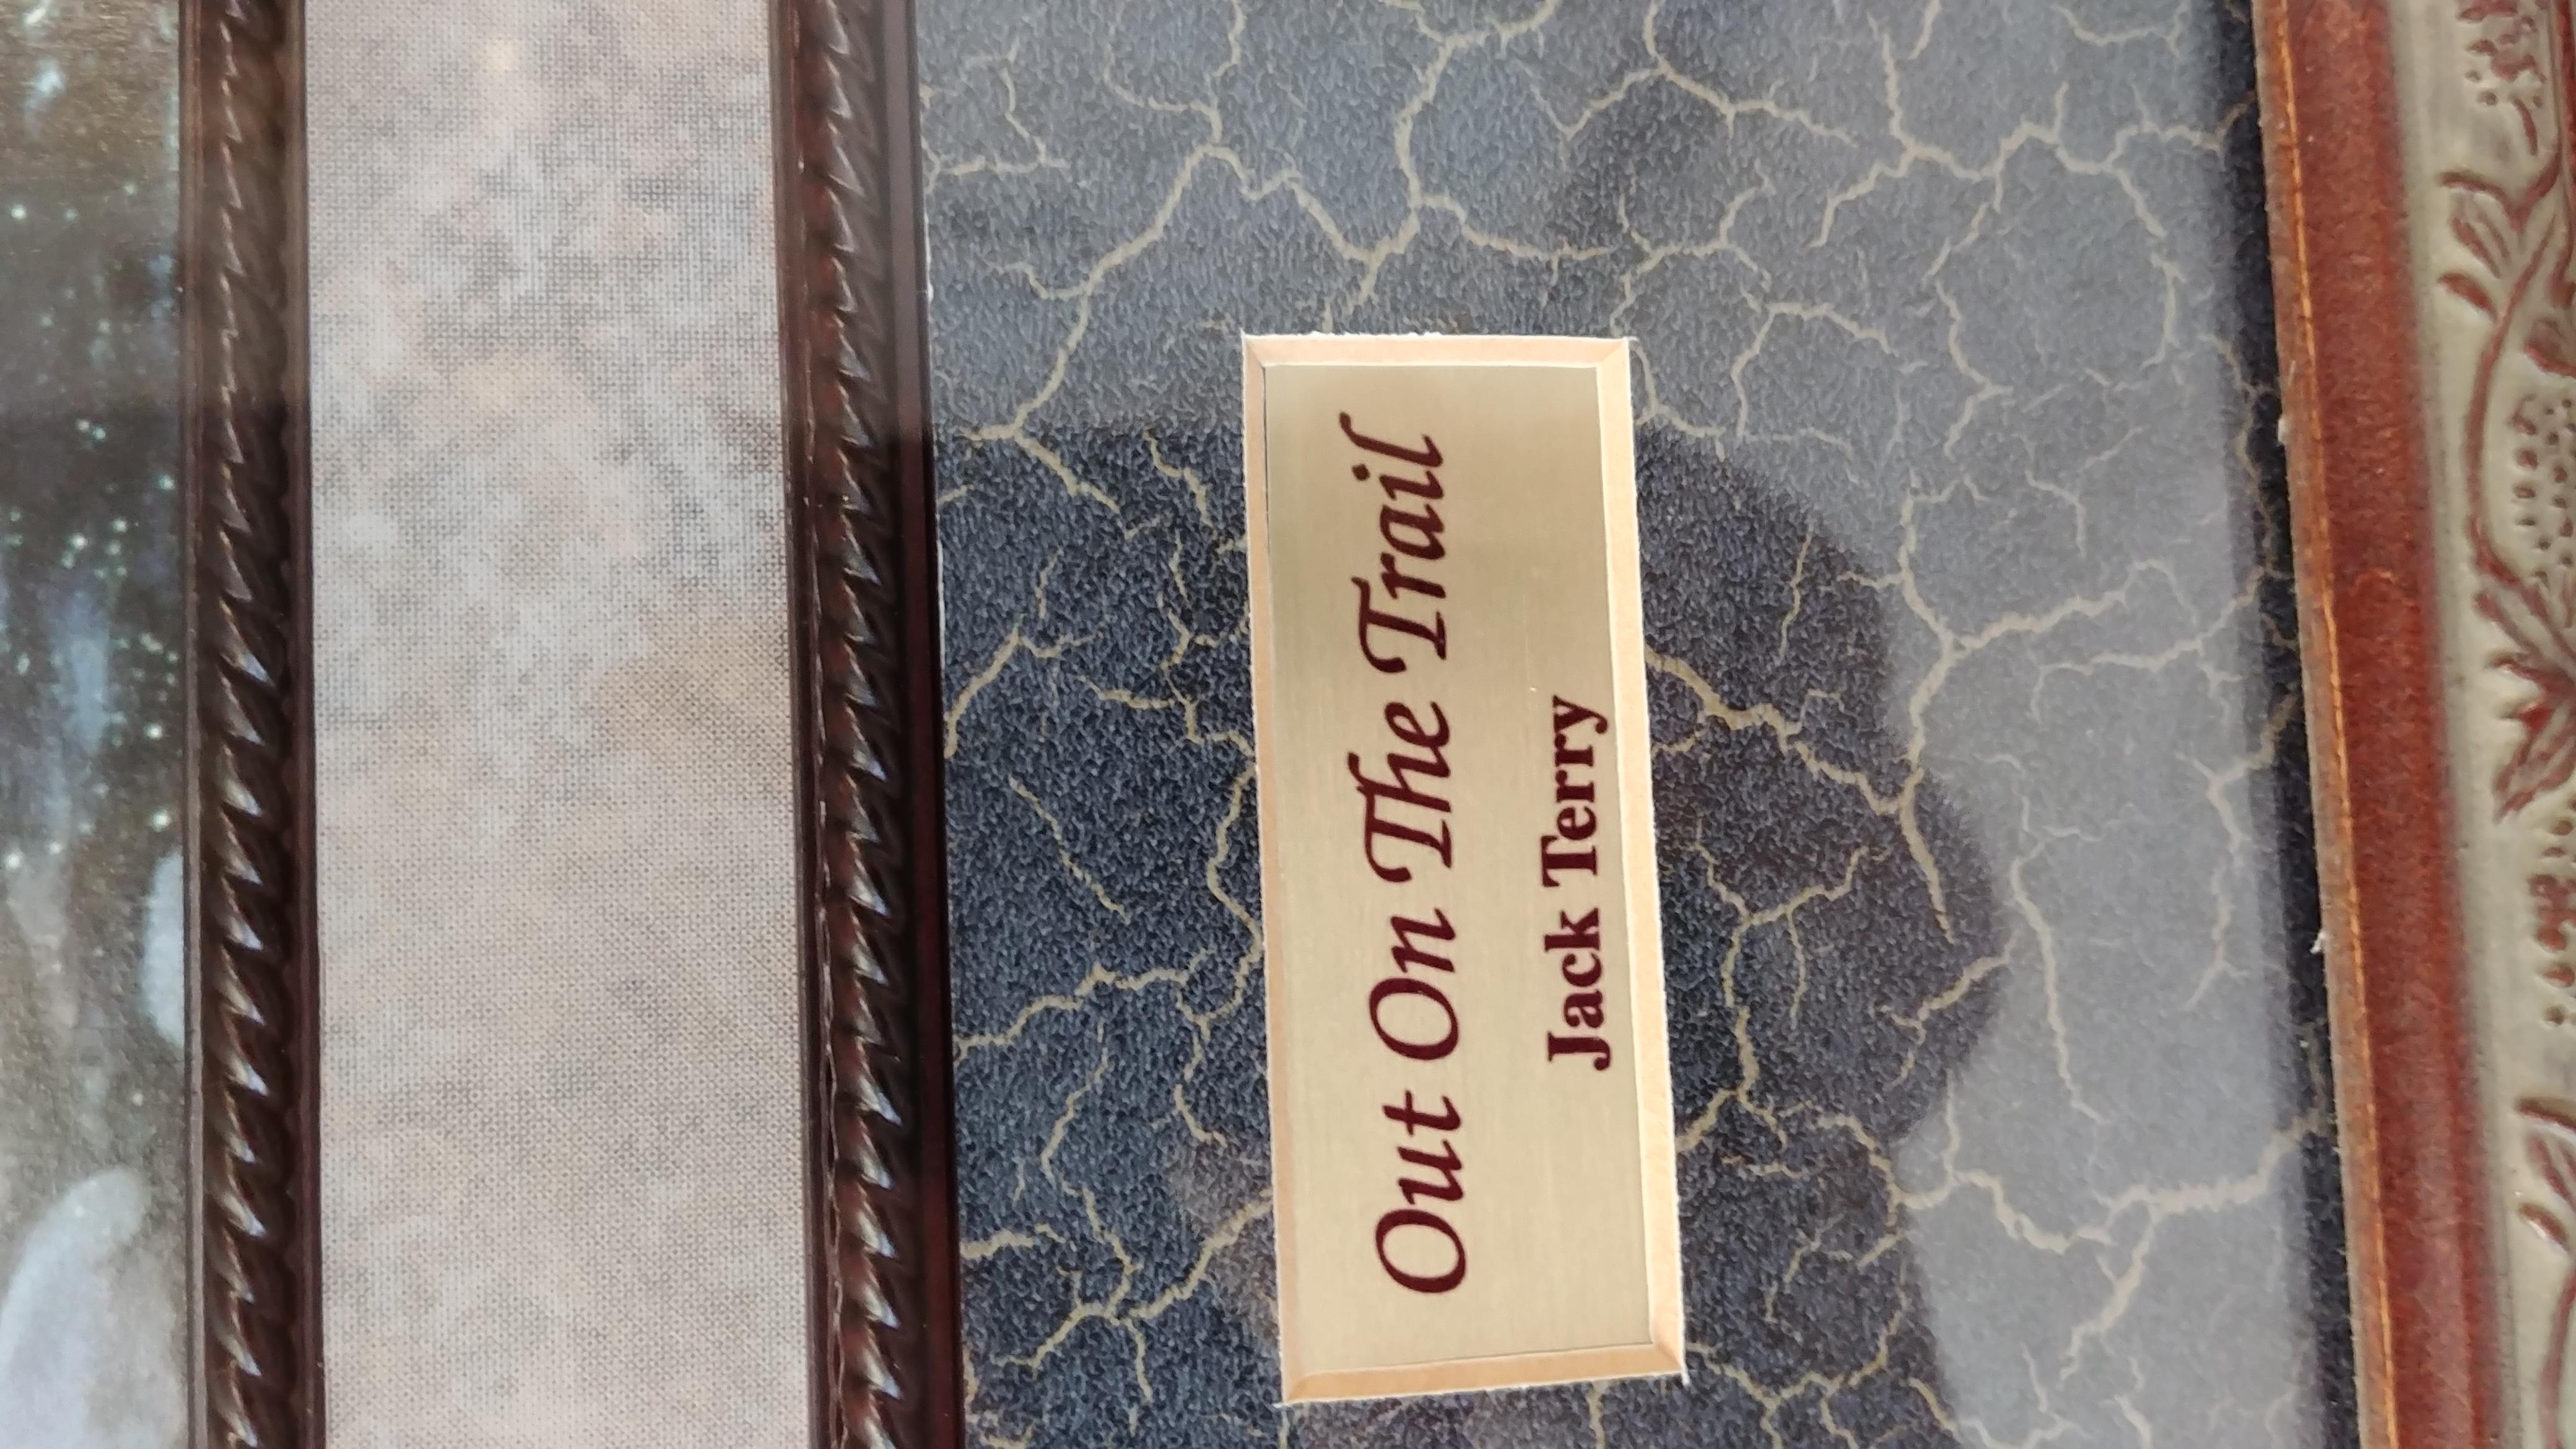 Out On The Trail
Jack Terry